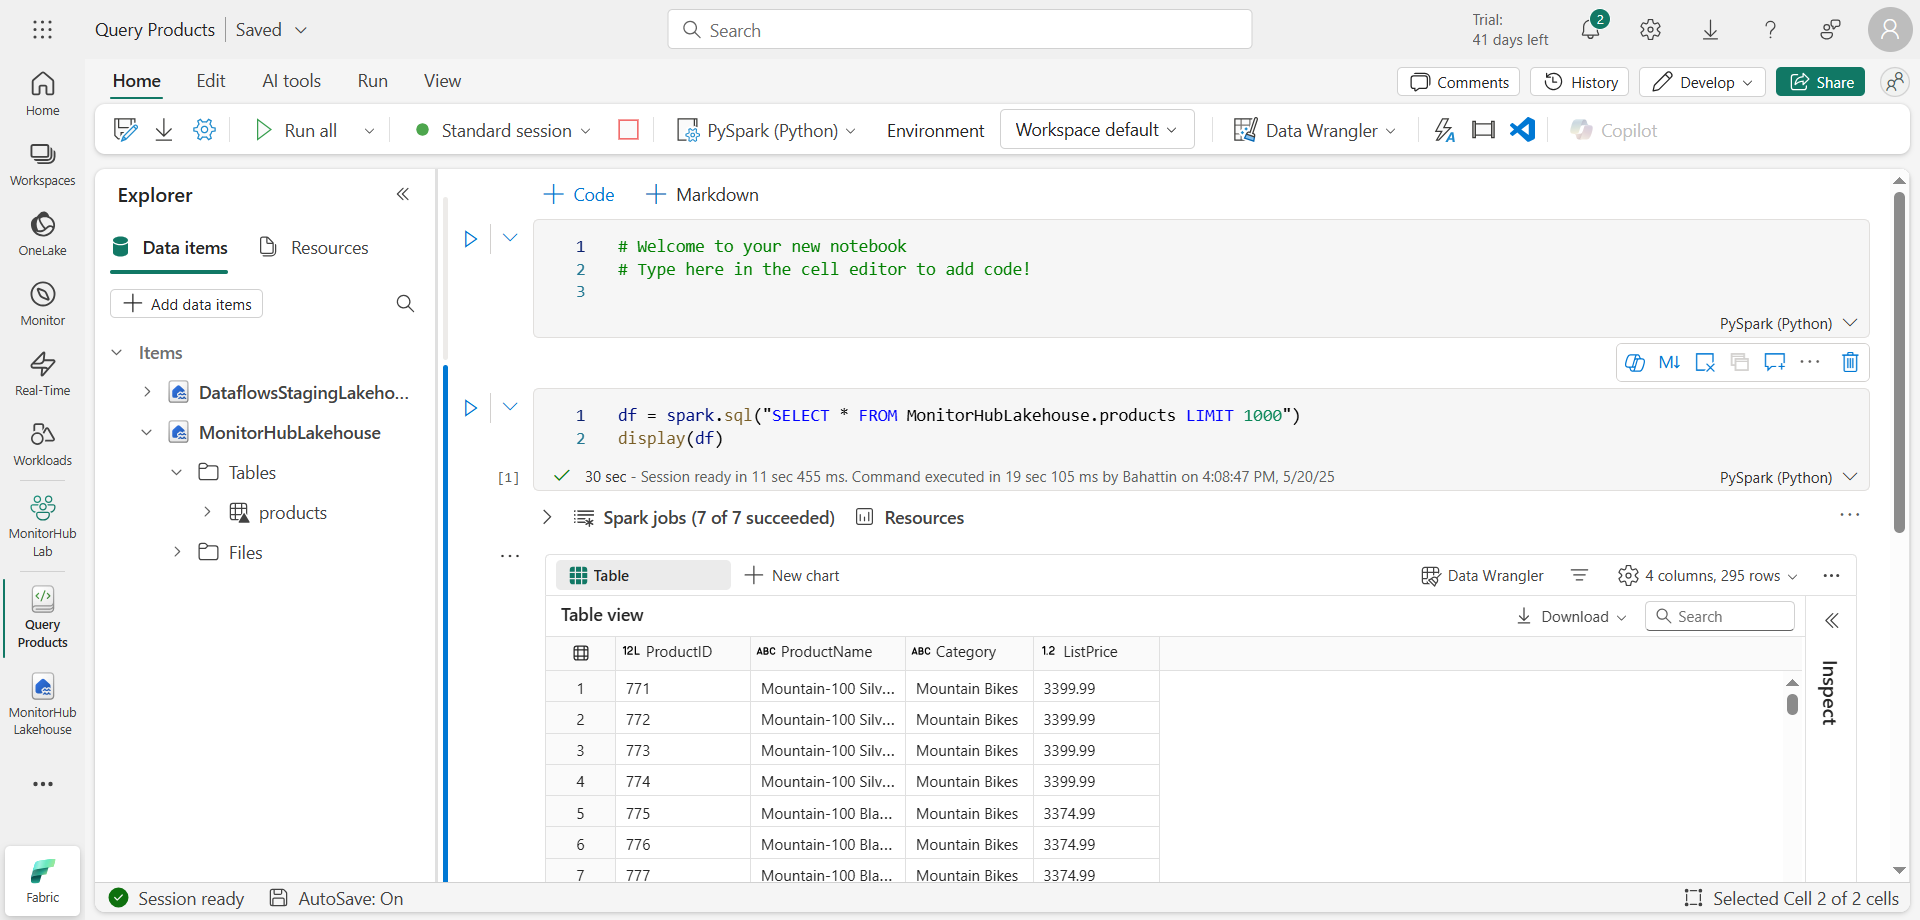 Query Products
Saved
Search
Trial:
41 days left
2
Home
Edit
AI tools
Run
View
Comments
History
Develop
Share
Run all
Standard session
PySpark (Python)
Environment
Workspace default
Data Wrangler
Copilot
Home
Workspaces
OneLake
Monitor
Real-Time
Workloads
MonitorHub
Lab
Query
Products
MonitorHub
Lakehouse
Fabric
Explorer
Data items
Resources
Add data items
Items
DataflowsStagingLakeho...
MonitorHubLakehouse
Tables
products
Files
Code
Markdown
1 # Welcome to your new notebook
2 # Type here in the cell editor to add code!
3
PySpark (Python)
M↓
1 df = spark.sql("SELECT * FROM MonitorHubLakehouse.products LIMIT 1000")
2 display(df)
[1]
30 sec - Session ready in 11 sec 455 ms. Command executed in 19 sec 105 ms by Bahattin on 4:08:47 PM, 5/20/25
PySpark (Python)
Spark jobs (7 of 7 succeeded)
Resources
Table
New chart
Data Wrangler
4 columns, 295 rows
Table view
Download
Search
Inspect
12L ProductID ABC ProductName ABC Category 1.2 ListPrice
1 771 Mountain-100 Silv... Mountain Bikes 3399.99
2 772 Mountain-100 Silv... Mountain Bikes 3399.99
3 773 Mountain-100 Silv... Mountain Bikes 3399.99
4 774 Mountain-100 Silv... Mountain Bikes 3399.99
5 775 Mountain-100 Bla... Mountain Bikes 3374.99
6 776 Mountain-100 Bla... Mountain Bikes 3374.99
7 777 Mountain-100 Bla... Mountain Bikes 3374.99
Session ready
AutoSave: On
Selected Cell 2 of 2 cells